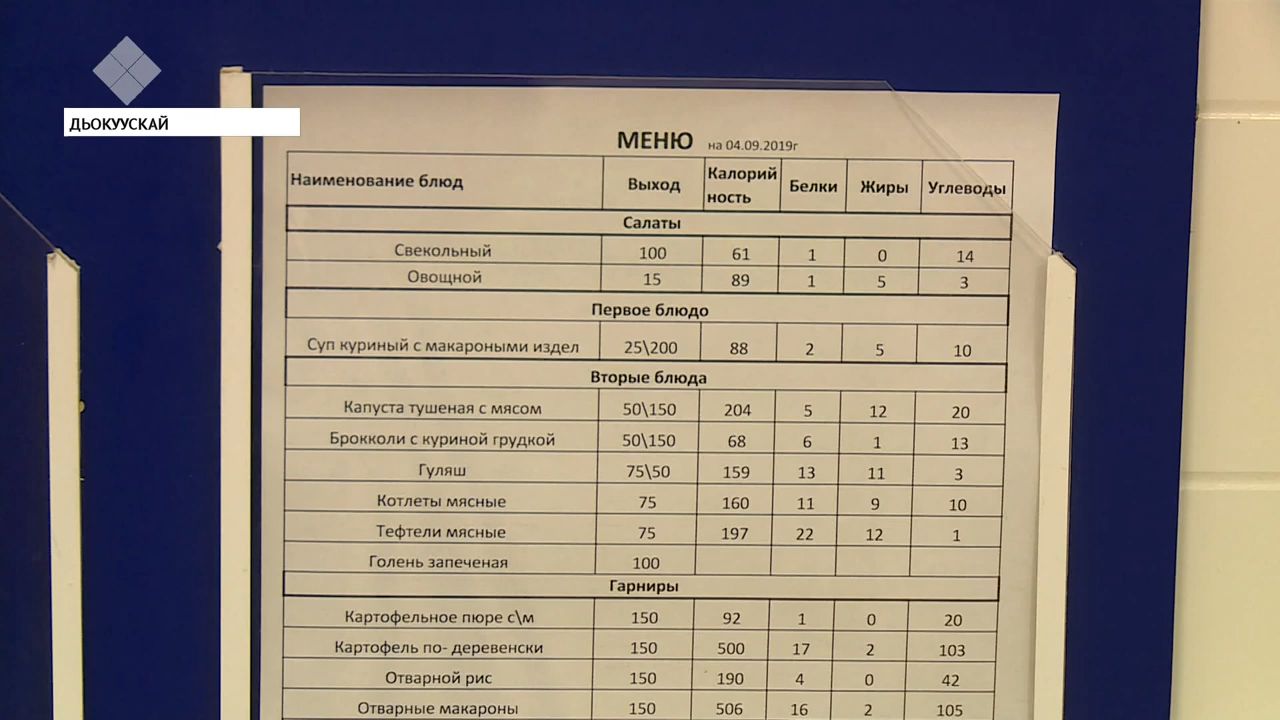 ДЬОКУУСКАЙ
МЕНЮ на 04.09.2019г
Наименование блюд Выход Калорий ность Белки Жиры Углеводы
Салаты
Свекольный 100 61 1 0 14
Овощной 15 89 1 5 3
Первое блюдо
Суп куриный с макароными издел 25\200 88 2 5 10
Вторые блюда
Капуста тушеная с мясом 50\150 204 5 12 20
Брокколи с куриной грудкой 50\150 68 6 1 13
Гуляш 75\50 159 13 11 3
Котлеты мясные 75 160 11 9 10
Тефтели мясные 75 197 22 12 1
Голень запеченая 100
Гарниры
Картофельное пюре с\м 150 92 1 0 20
Картофель по- деревенски 150 500 17 2 103
Отварной рис 150 190 4 0 42
Отварные макароны 150 506 16 2 105